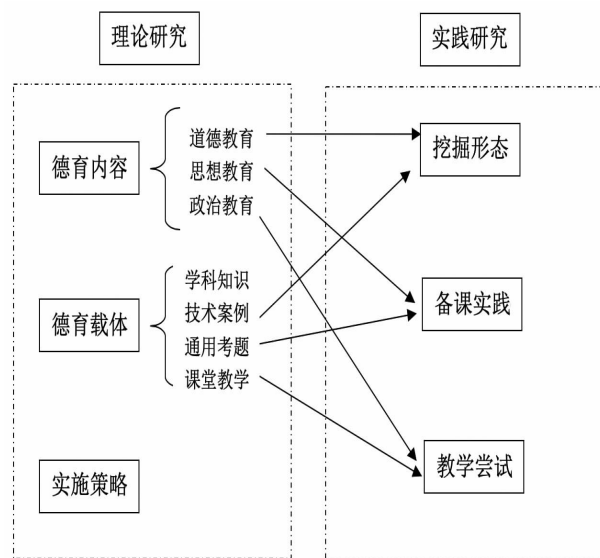 理论研究
实践研究
德育内容
道德教育
思想教育
政治教育
德育载体
学科知识
技术案例
通用考题
课堂教学
实施策略
挖掘形态
备课实践
教学尝试